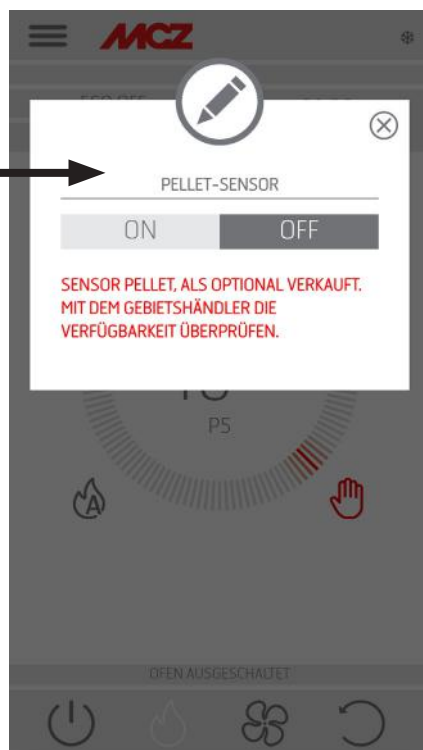 MCZ
PELLET-SENSOR
ON OFF
SENSOR PELLET, ALS OPTIONAL VERKAUFT.
MIT DEM GEBIETSHÄNDLER DIE
VERFÜGBARKEIT ÜBERPRÜFEN.
P5
A
OFEN AUSGESCHALTET